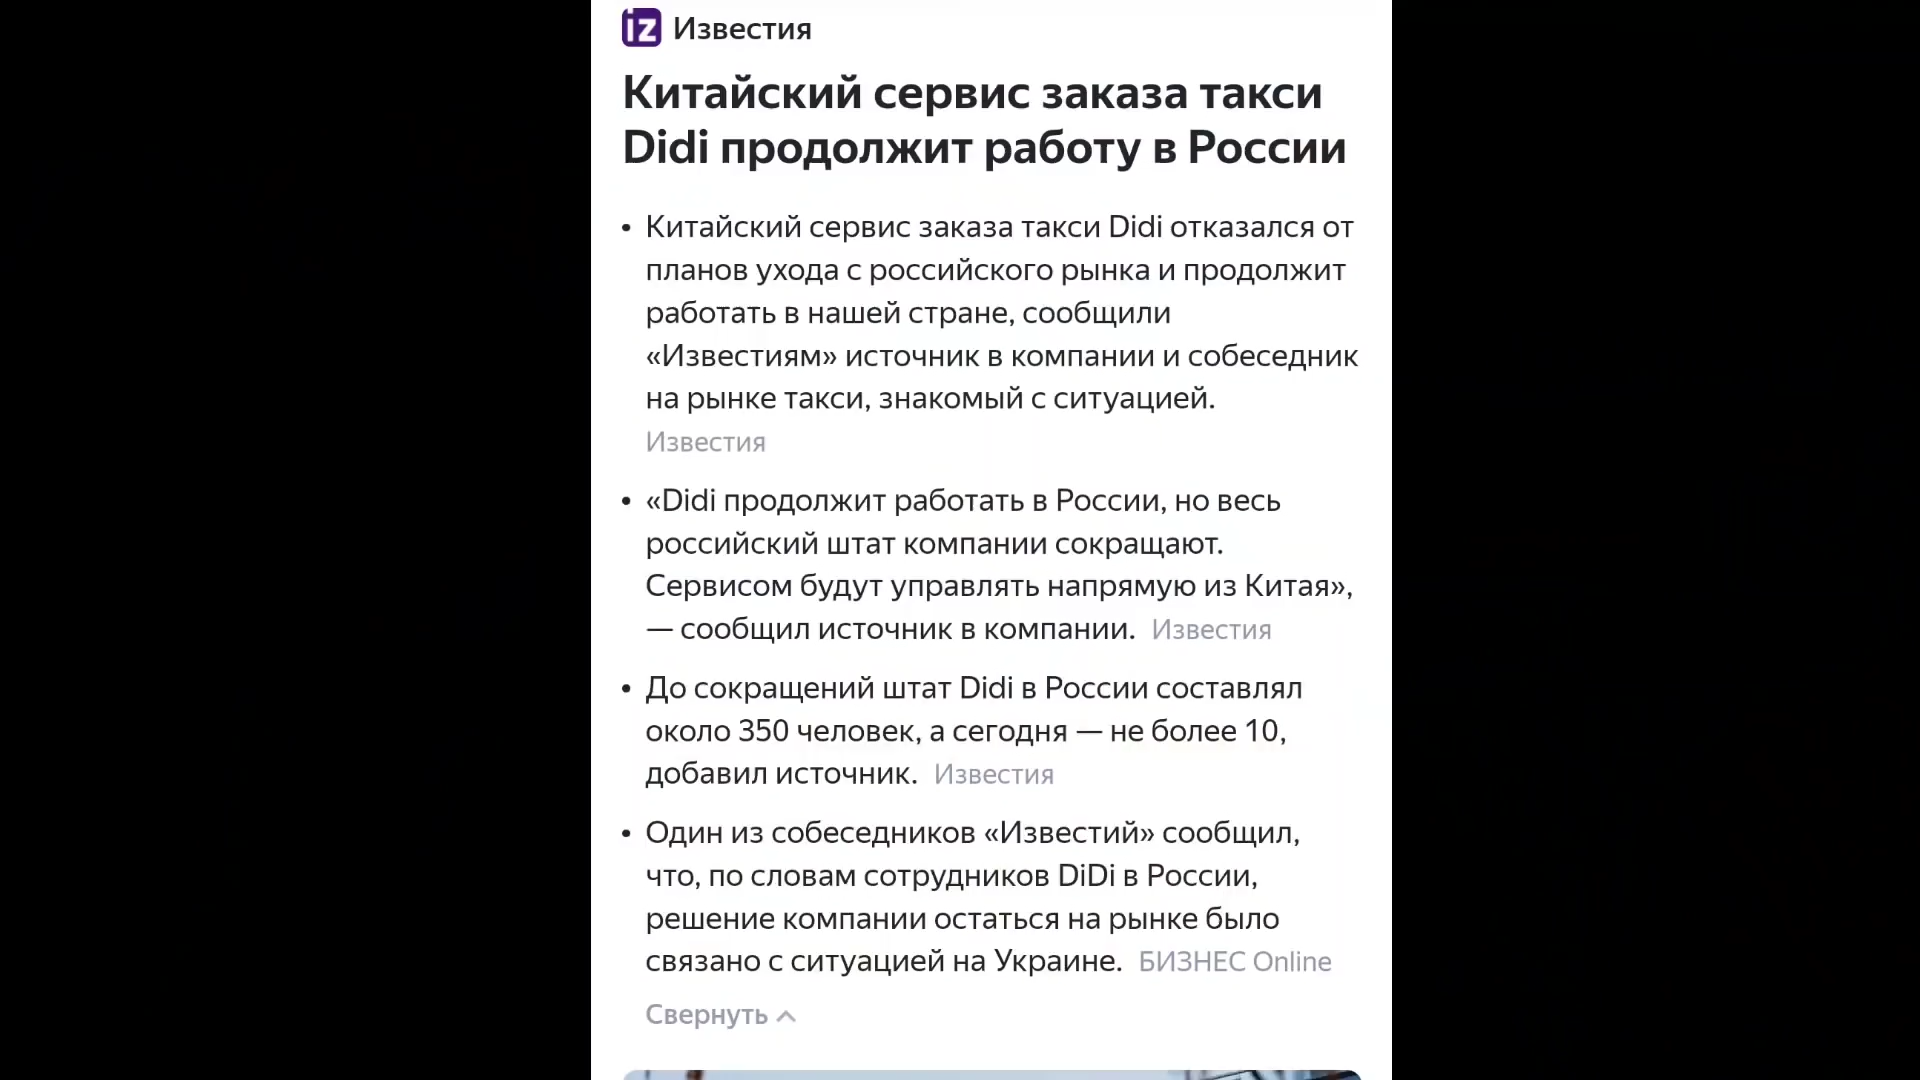 iz Известия
Китайский сервис заказа такси
Didi продолжит работу в России
• Китайский сервис заказа такси Didi отказался от
планов ухода с российского рынка и продолжит
работать в нашей стране, сообщили
«Известиям» источник в компании и собеседник
на рынке такси, знакомый с ситуацией.
Известия
• «Didi продолжит работать в России, но весь
российский штат компании сокращают.
Сервисом будут управлять напрямую из Китая»,
— сообщил источник в компании. Известия
• До сокращений штат Didi в России составлял
около 350 человек, а сегодня — не более 10,
добавил источник. Известия
• Один из собеседников «Известий» сообщил,
что, по словам сотрудников DiDi в России,
решение компании остаться на рынке было
связано с ситуацией на Украине. БИЗНЕС Online
Свернуть